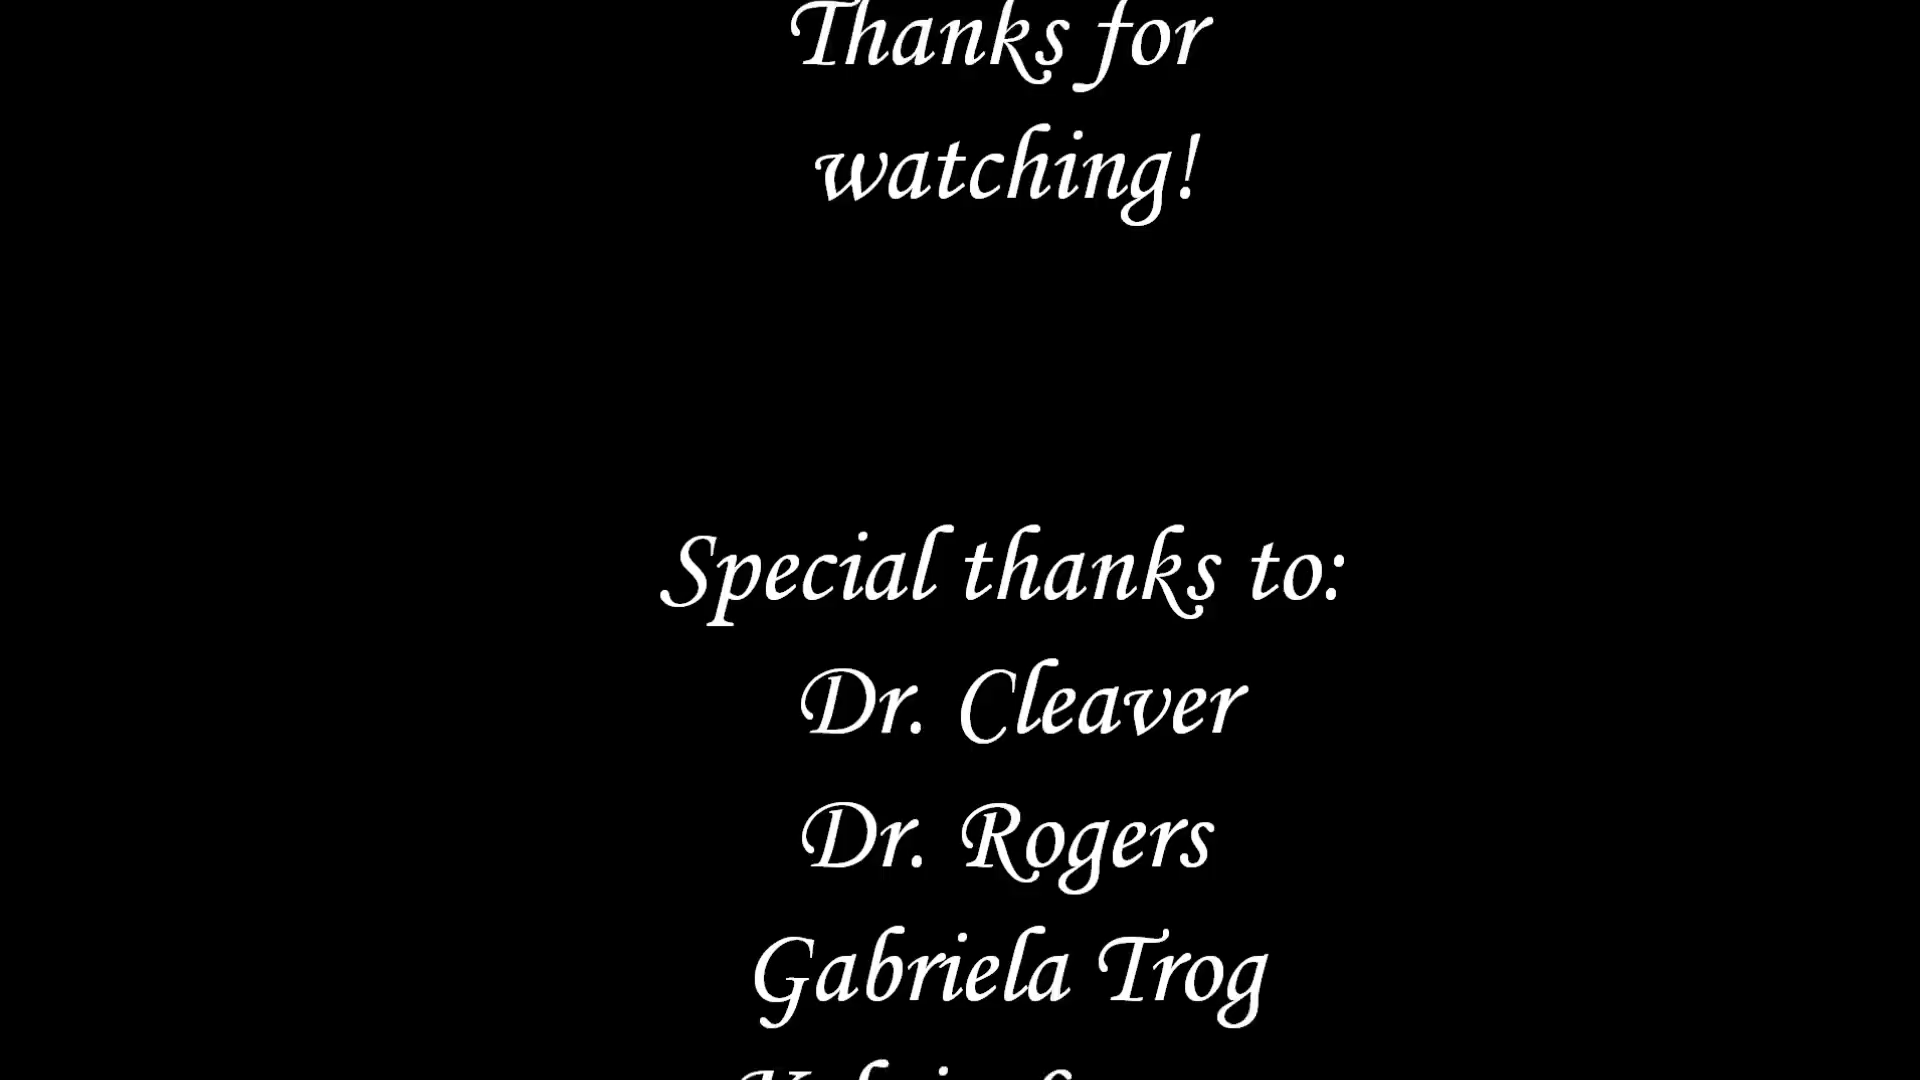 Thanks for
watching!
Special thanks to:
Dr. Cleaver
Dr. Rogers
Gabriela Trog